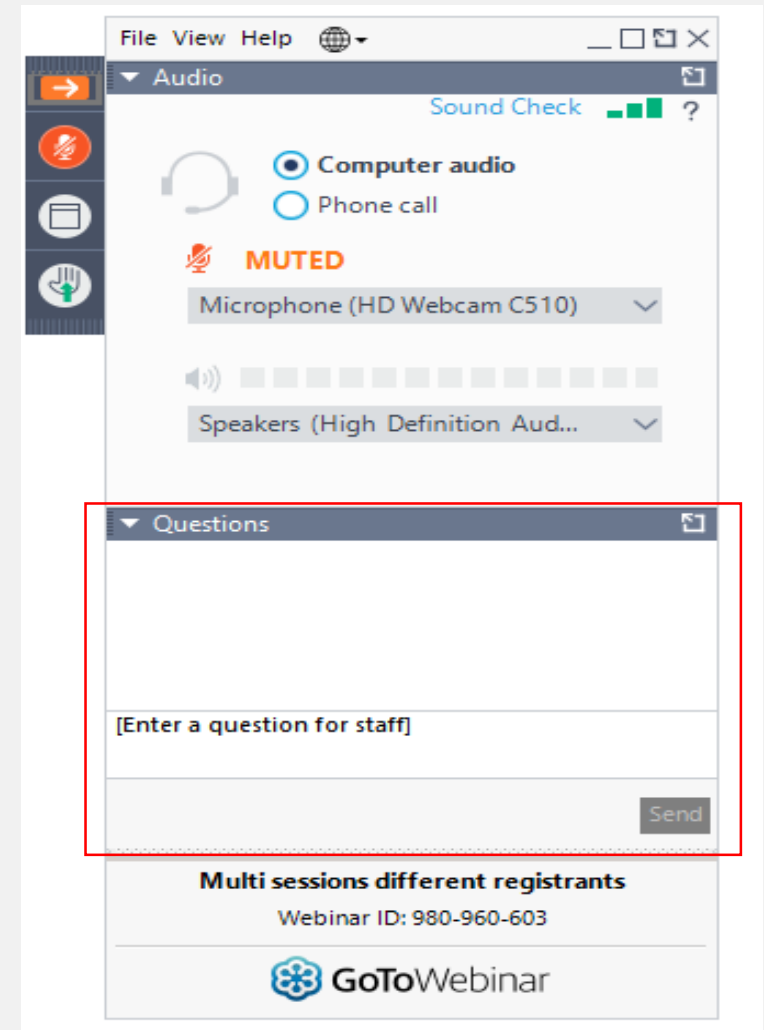 File View Help
Audio
Sound Check ?
Computer audio
Phone call
MUTED
Microphone (HD Webcam C510)
Speakers (High Definition Aud...
Questions
[Enter a question for staff]
Send
Multi sessions different registrants
Webinar ID: 980-960-603
GoToWebinar